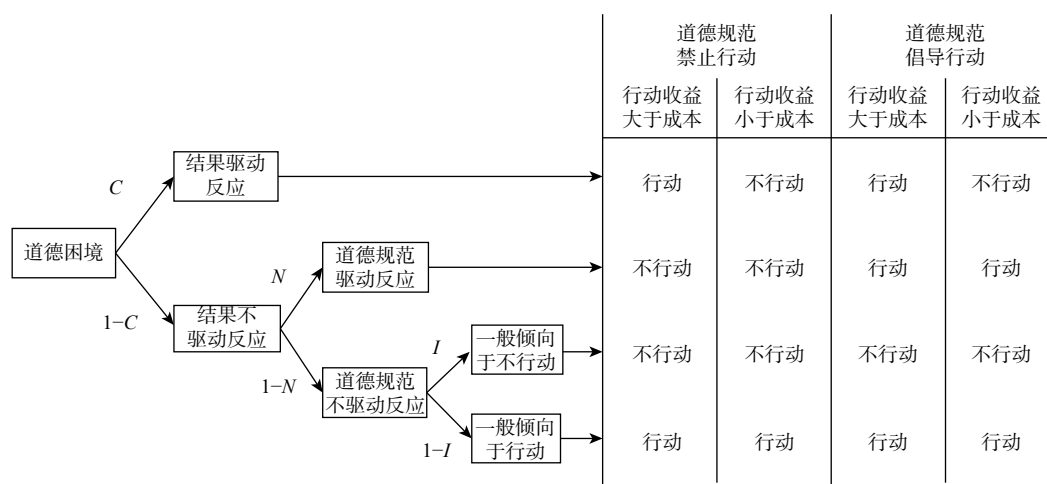 道德规范
禁止行动
道德规范
倡导行动
行动收益
大于成本
行动收益
小于成本
行动收益
大于成本
行动收益
小于成本
C
结果驱动
反应
行动
不行动
行动
不行动
道德困境
N
道德规范
驱动反应
不行动
不行动
行动
行动
1−C
结果不
驱动反应
I
一般倾向
于不行动
不行动
不行动
不行动
不行动
1−N
道德规范
不驱动反应
1−I
一般倾向
于行动
行动
行动
行动
行动